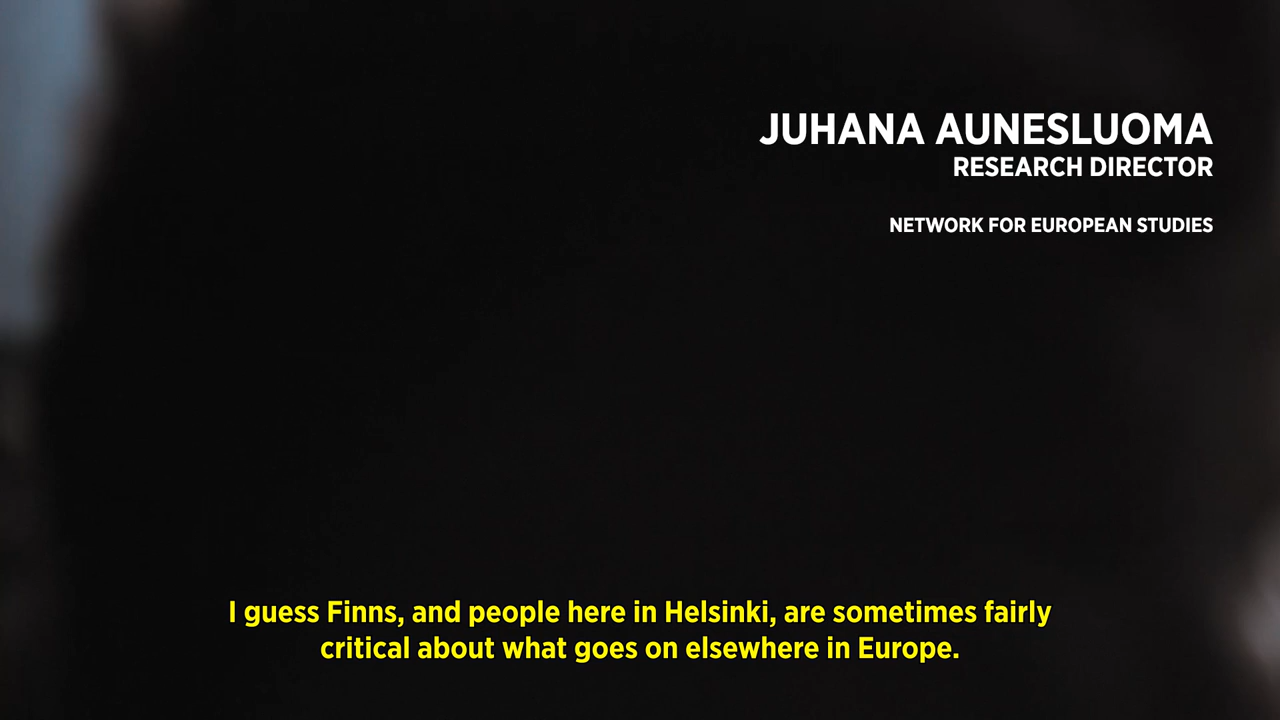 JUHANA AUNESLUOMA
RESEARCH DIRECTOR
NETWORK FOR EUROPEAN STUDIES
I guess Finns, and people here in Helsinki, are sometimes fairly
critical about what goes on elsewhere in Europe.